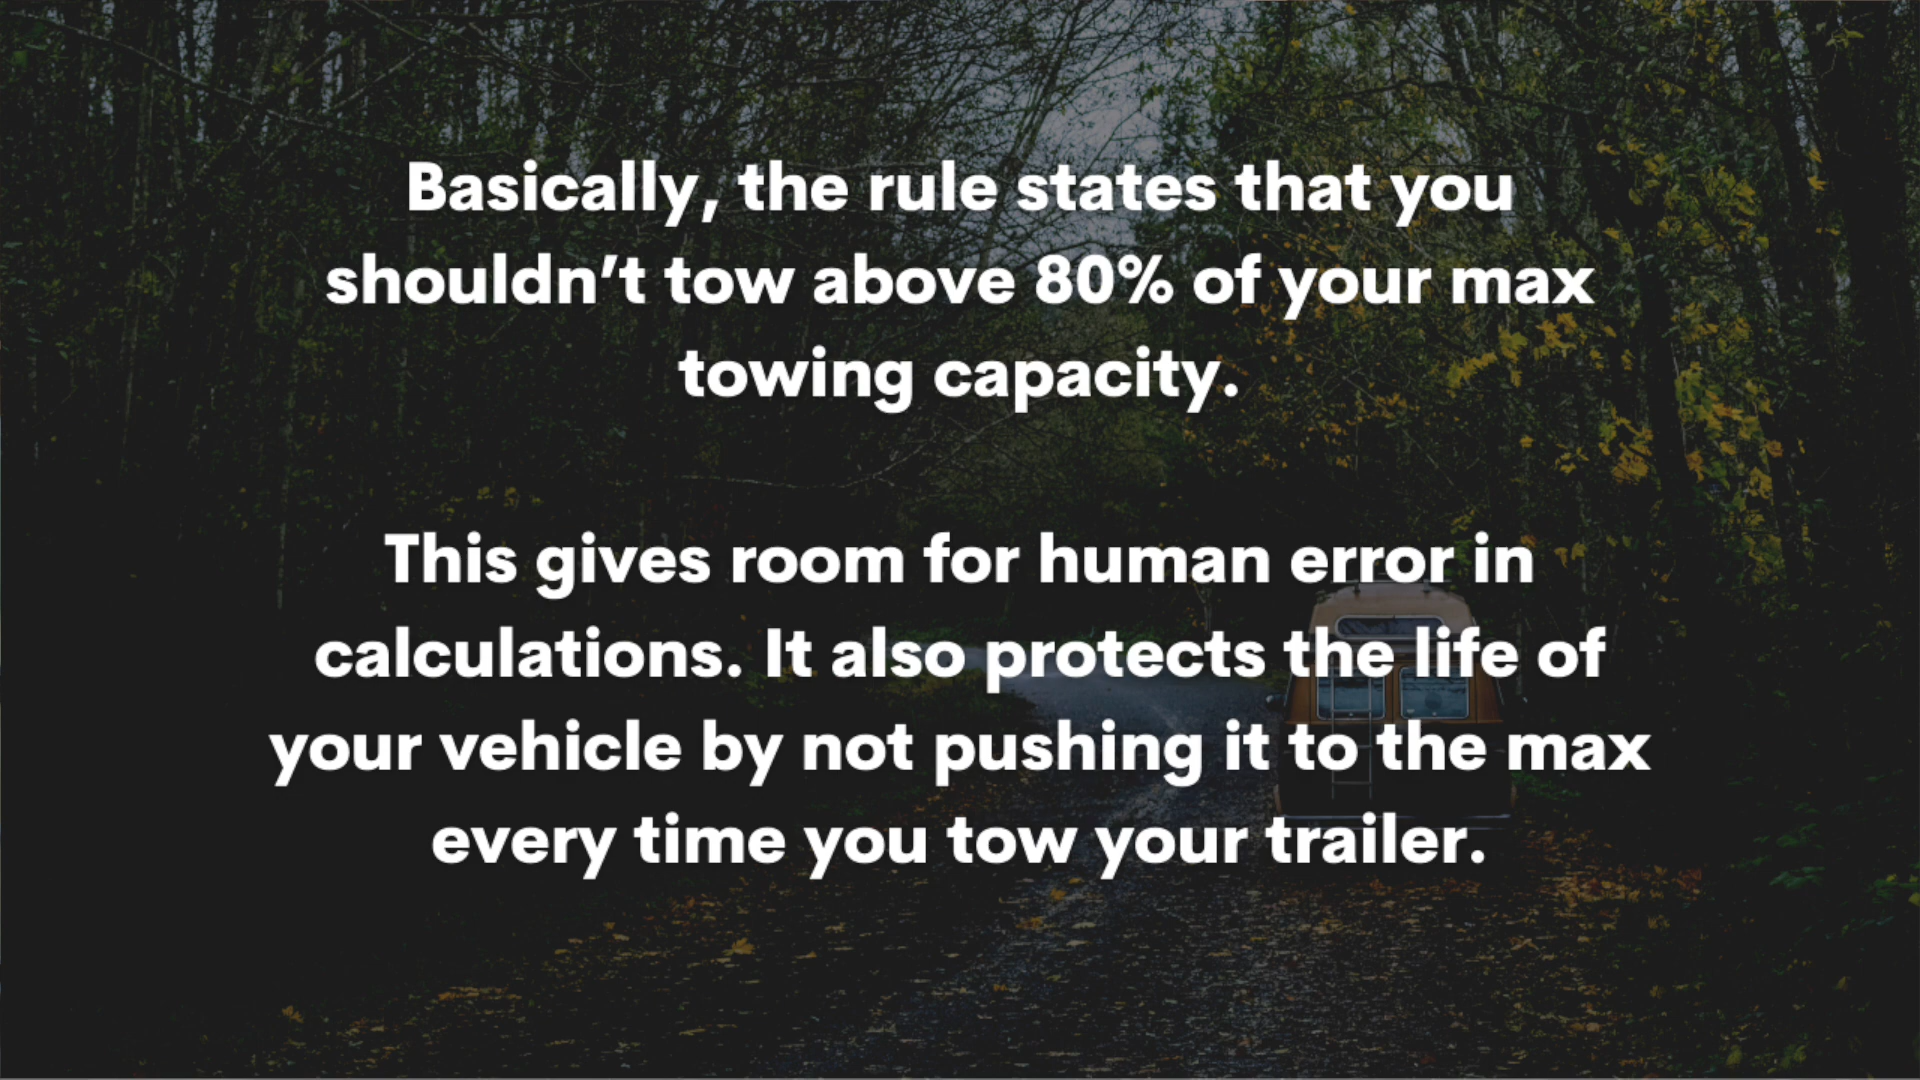 Basically, the rule states that you
shouldn’t tow above 80% of your max
towing capacity.
This gives room for human error in
calculations. It also protects the life of
your vehicle by not pushing it to the max
every time you tow your trailer.